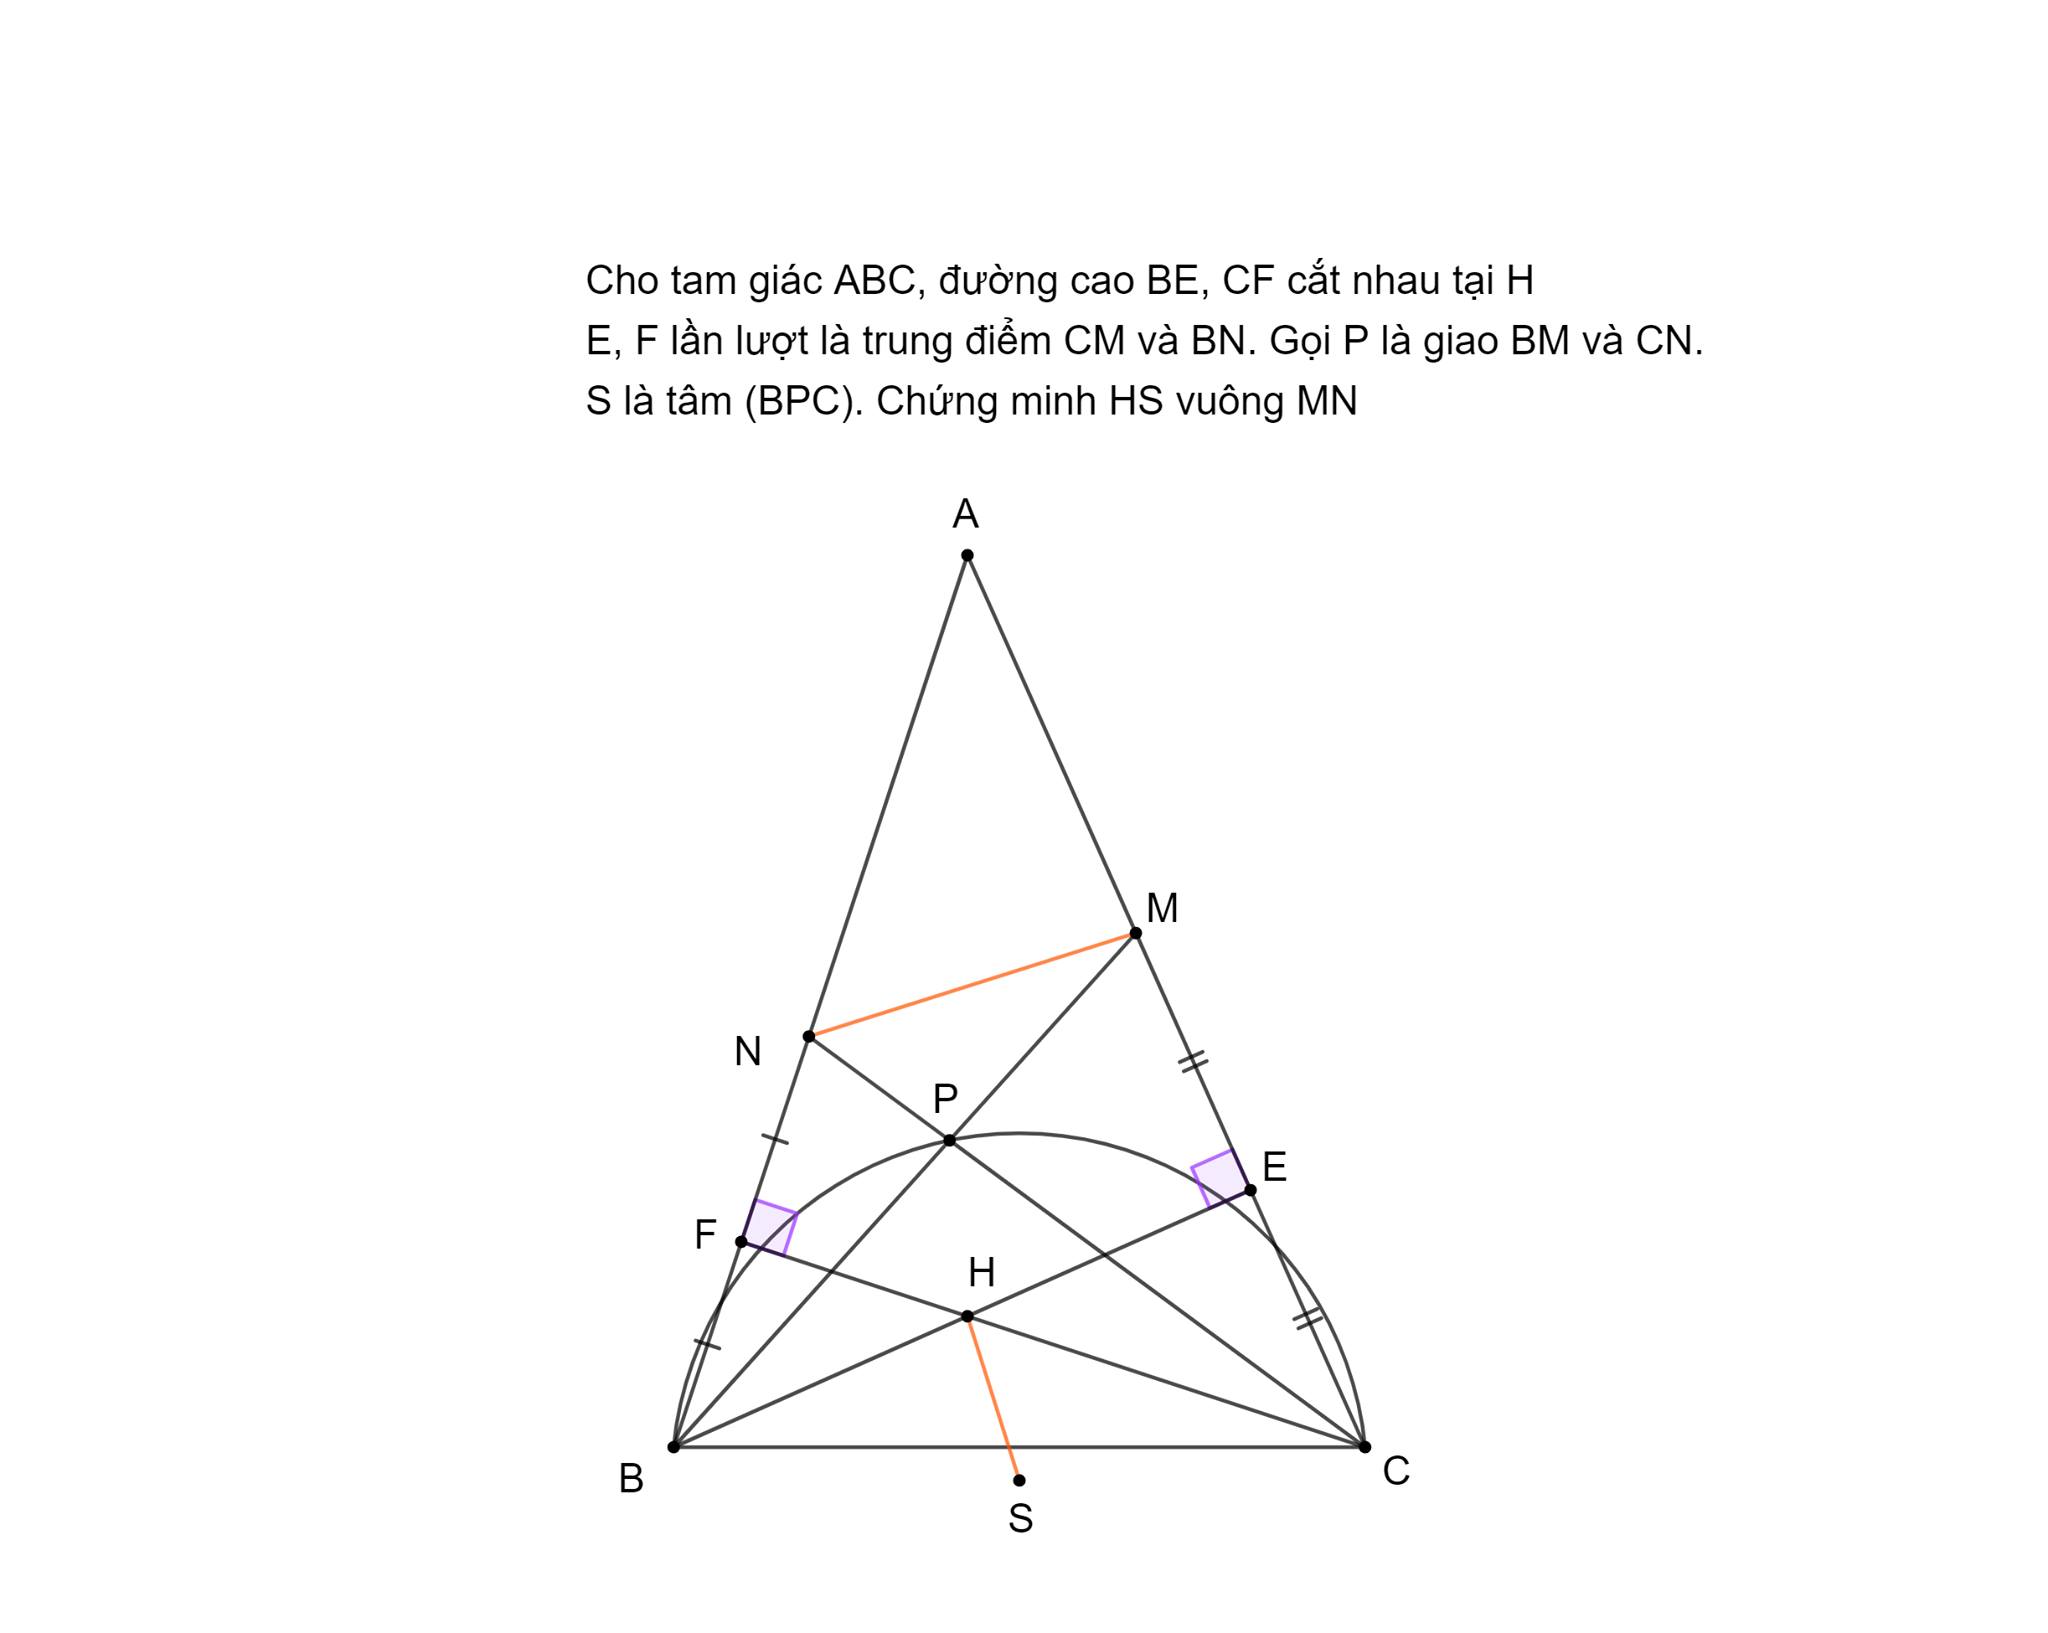 Cho tam giác ABC, đường cao BE, CF cắt nhau tại H
E, F lần lượt là trung điểm CM và BN. Gọi P là giao BM và CN.
S là tâm (BPC). Chứng minh HS vuông MN
A
M
N
P
E
F
H
B
C
S